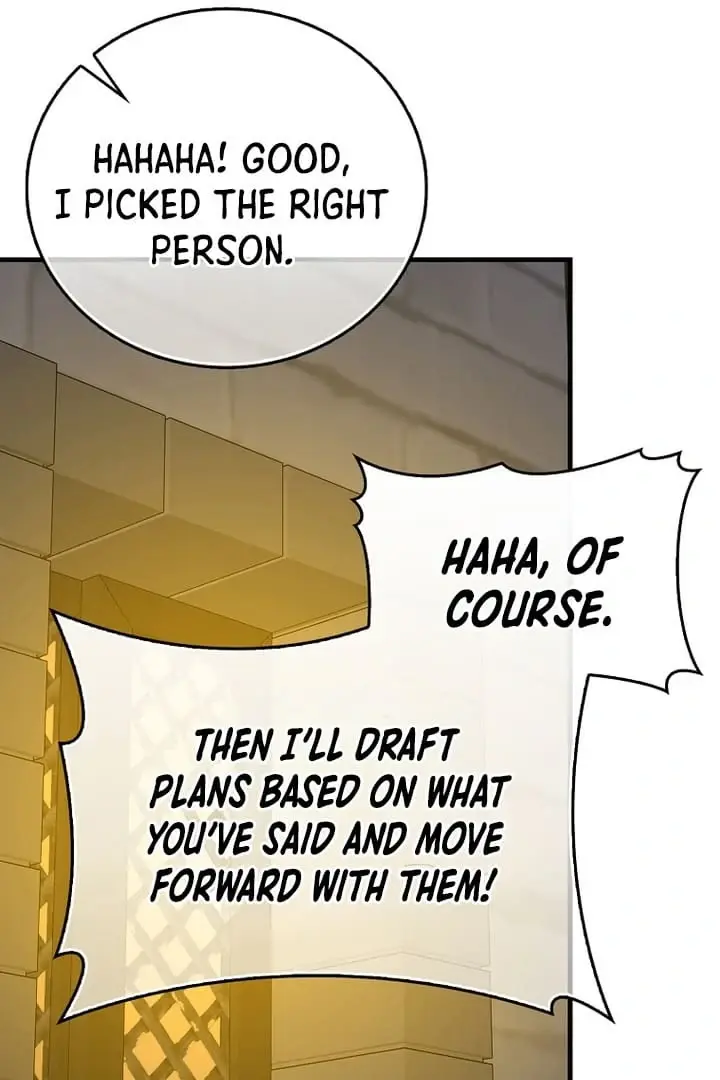 HAHAHA! GOOD,
I PICKED THE RIGHT
PERSON.
HAHA, OF
COURSE.
THEN I'LL DRAFT
PLANS BASED ON WHAT
YOU'VE SAID AND MOVE
FORWARD WITH THEM!